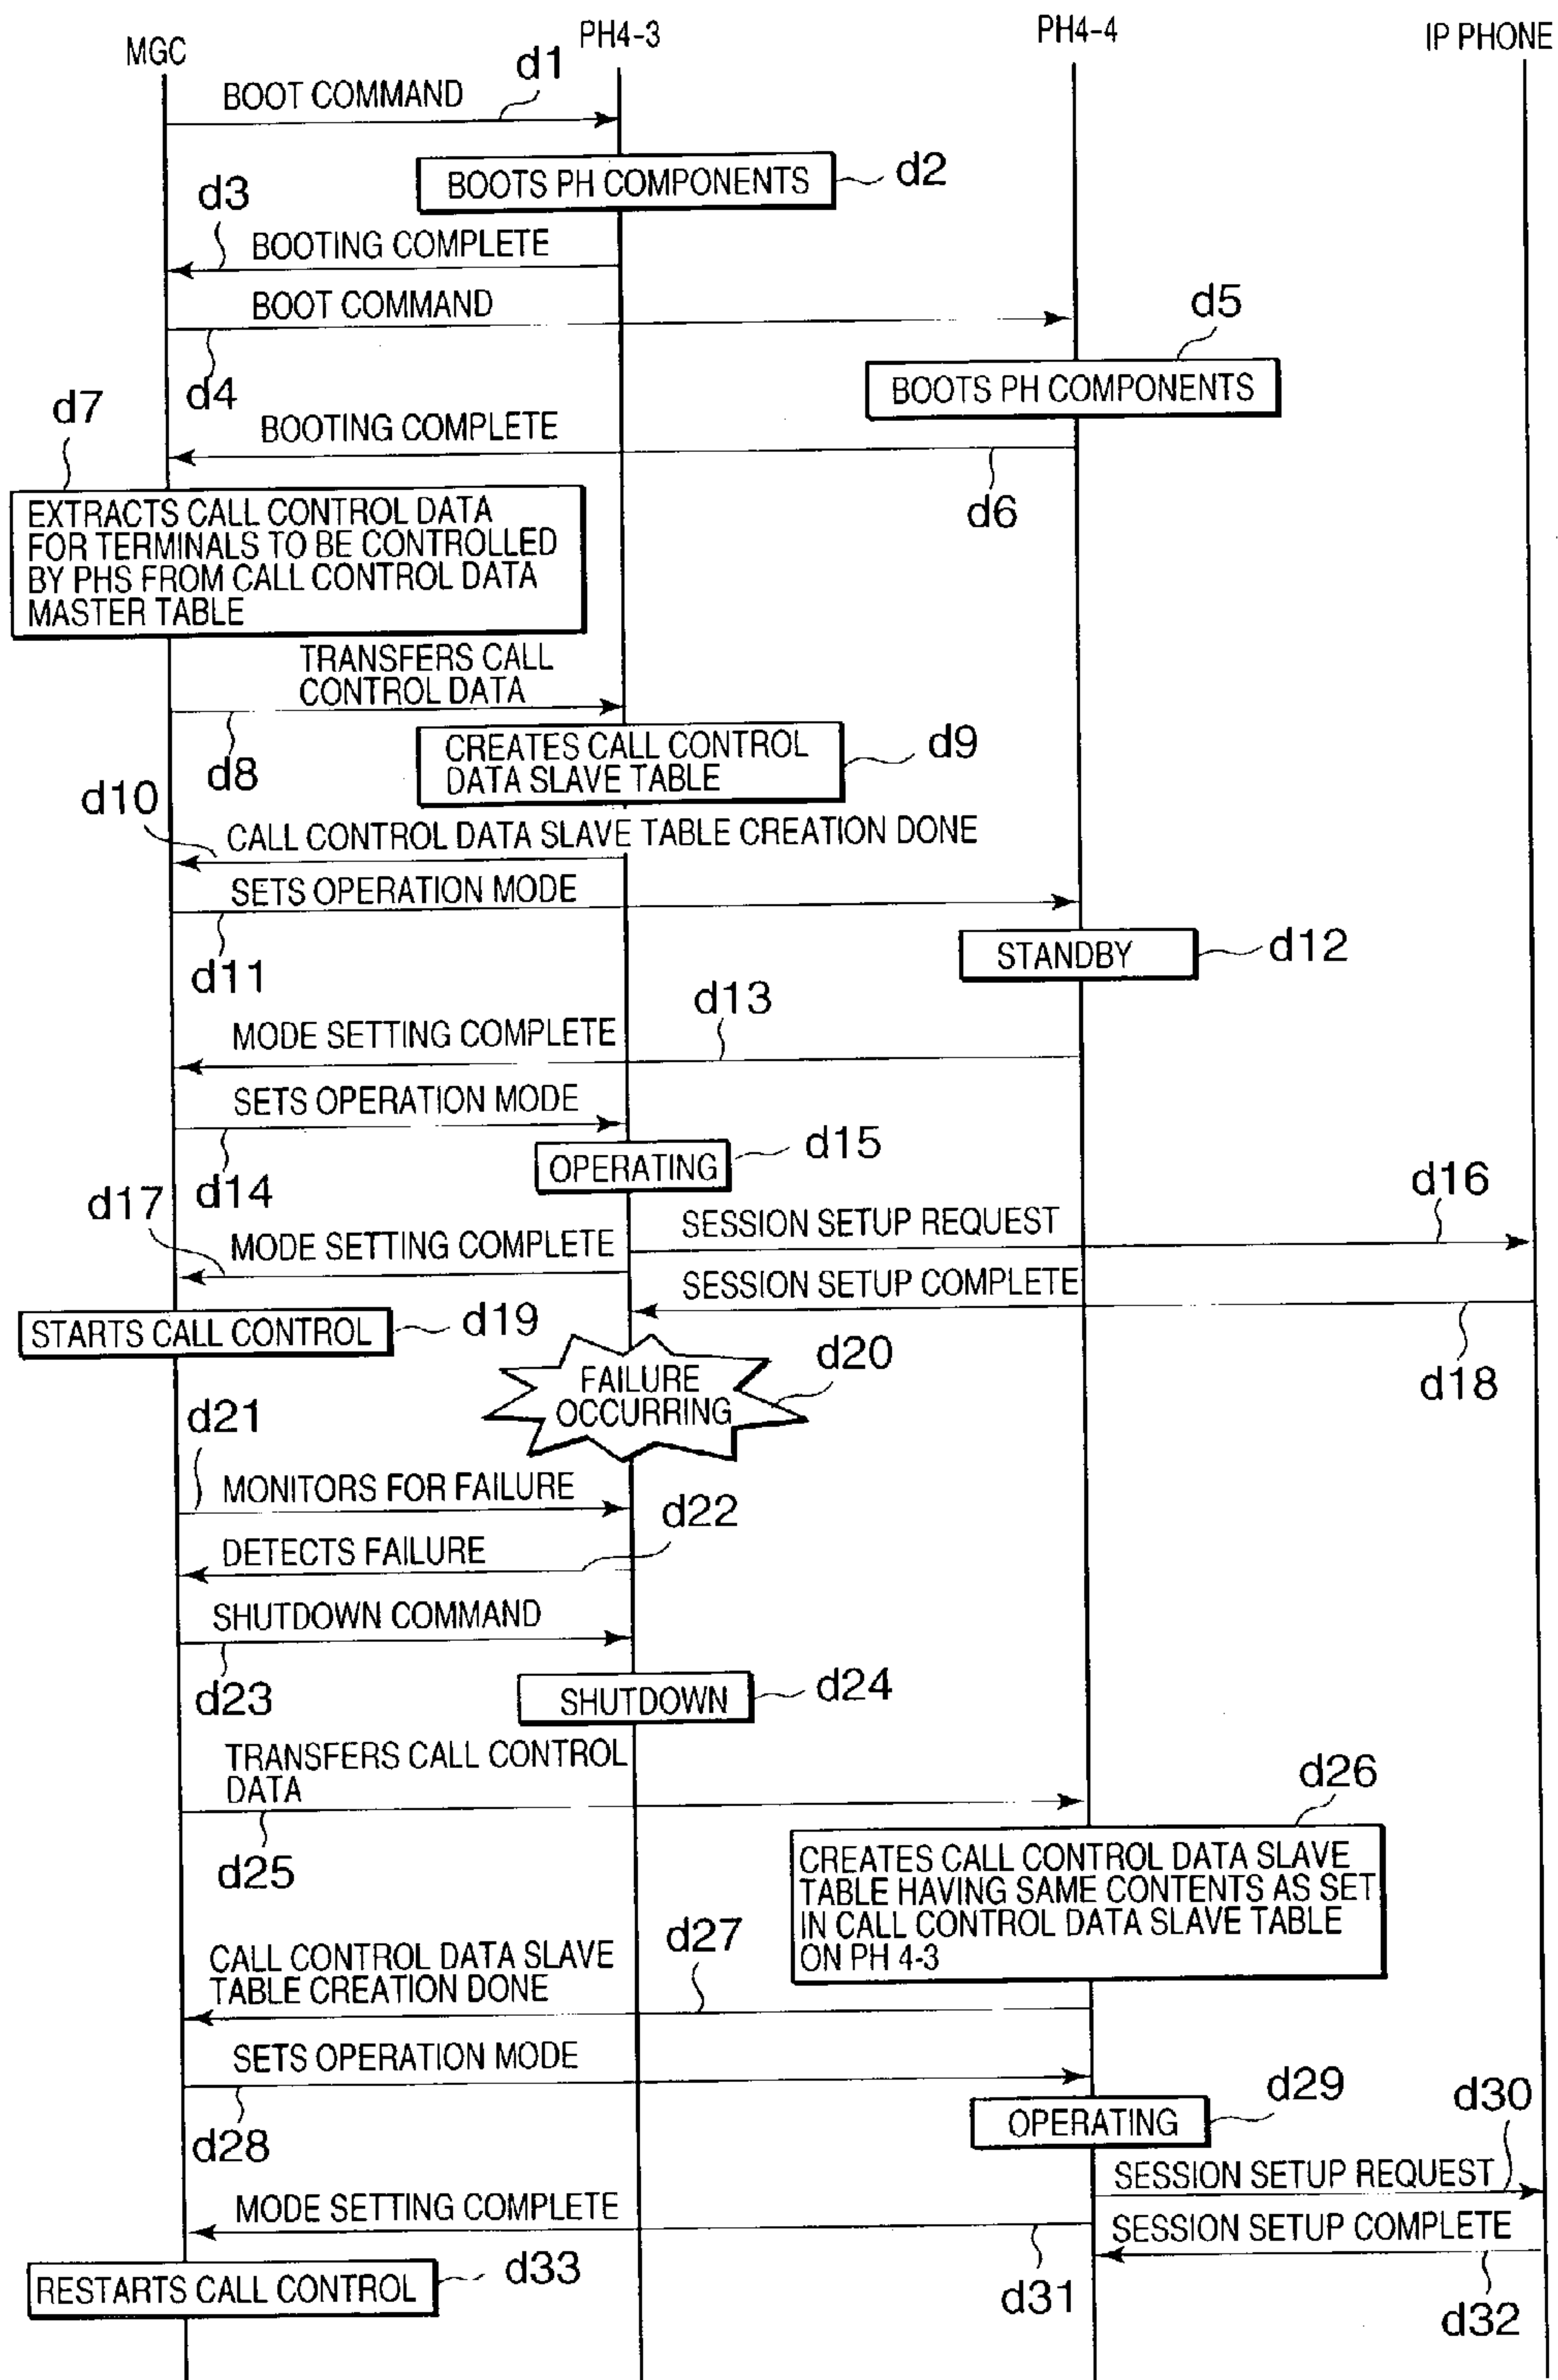 MGC
PH4-3
PH4-4
IP PHONE
d1
BOOT COMMAND
BOOTS PH COMPONENTS
d2
d3
BOOTING COMPLETE
BOOT COMMAND
d4
d5
BOOTS PH COMPONENTS
d7
BOOTING COMPLETE
d6
EXTRACTS CALL CONTROL DATA
FOR TERMINALS TO BE CONTROLLED
BY PHS FROM CALL CONTROL DATA
MASTER TABLE
TRANSFERS CALL
CONTROL DATA
d8
CREATES CALL CONTROL
DATA SLAVE TABLE
d9
d10
CALL CONTROL DATA SLAVE TABLE CREATION DONE
SETS OPERATION MODE
d11
STANDBY
d12
d13
MODE SETTING COMPLETE
SETS OPERATION MODE
d14
OPERATING
d15
d16
d17
SESSION SETUP REQUEST
MODE SETTING COMPLETE
SESSION SETUP COMPLETE
d18
STARTS CALL CONTROL
d19
FAILURE
OCCURRING
d20
d21
MONITORS FOR FAILURE
d22
DETECTS FAILURE
SHUTDOWN COMMAND
d23
SHUTDOWN
d24
TRANSFERS CALL CONTROL
DATA
d25
d26
CREATES CALL CONTROL DATA SLAVE
TABLE HAVING SAME CONTENTS AS SET
IN CALL CONTROL DATA SLAVE TABLE
ON PH 4-3
d27
CALL CONTROL DATA SLAVE
TABLE CREATION DONE
SETS OPERATION MODE
d28
OPERATING
d29
d30
SESSION SETUP REQUEST
MODE SETTING COMPLETE
d31
SESSION SETUP COMPLETE
d32
RESTARTS CALL CONTROL
d33